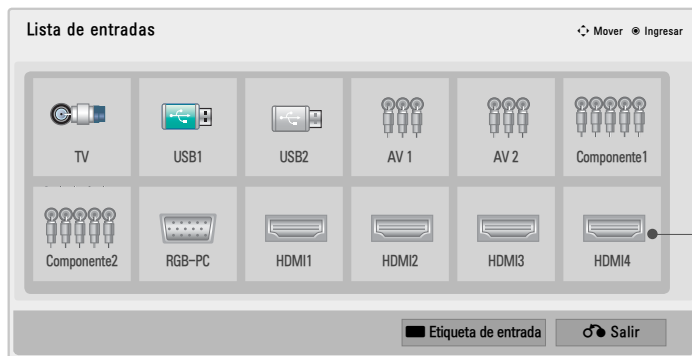 Lista de entradas
Mover Ingresar
TV USB1 USB2 AV 1 AV 2 Componente1
Componente2 RGB-PC HDMI1 HDMI2 HDMI3 HDMI4
Etiqueta de entrada Salir